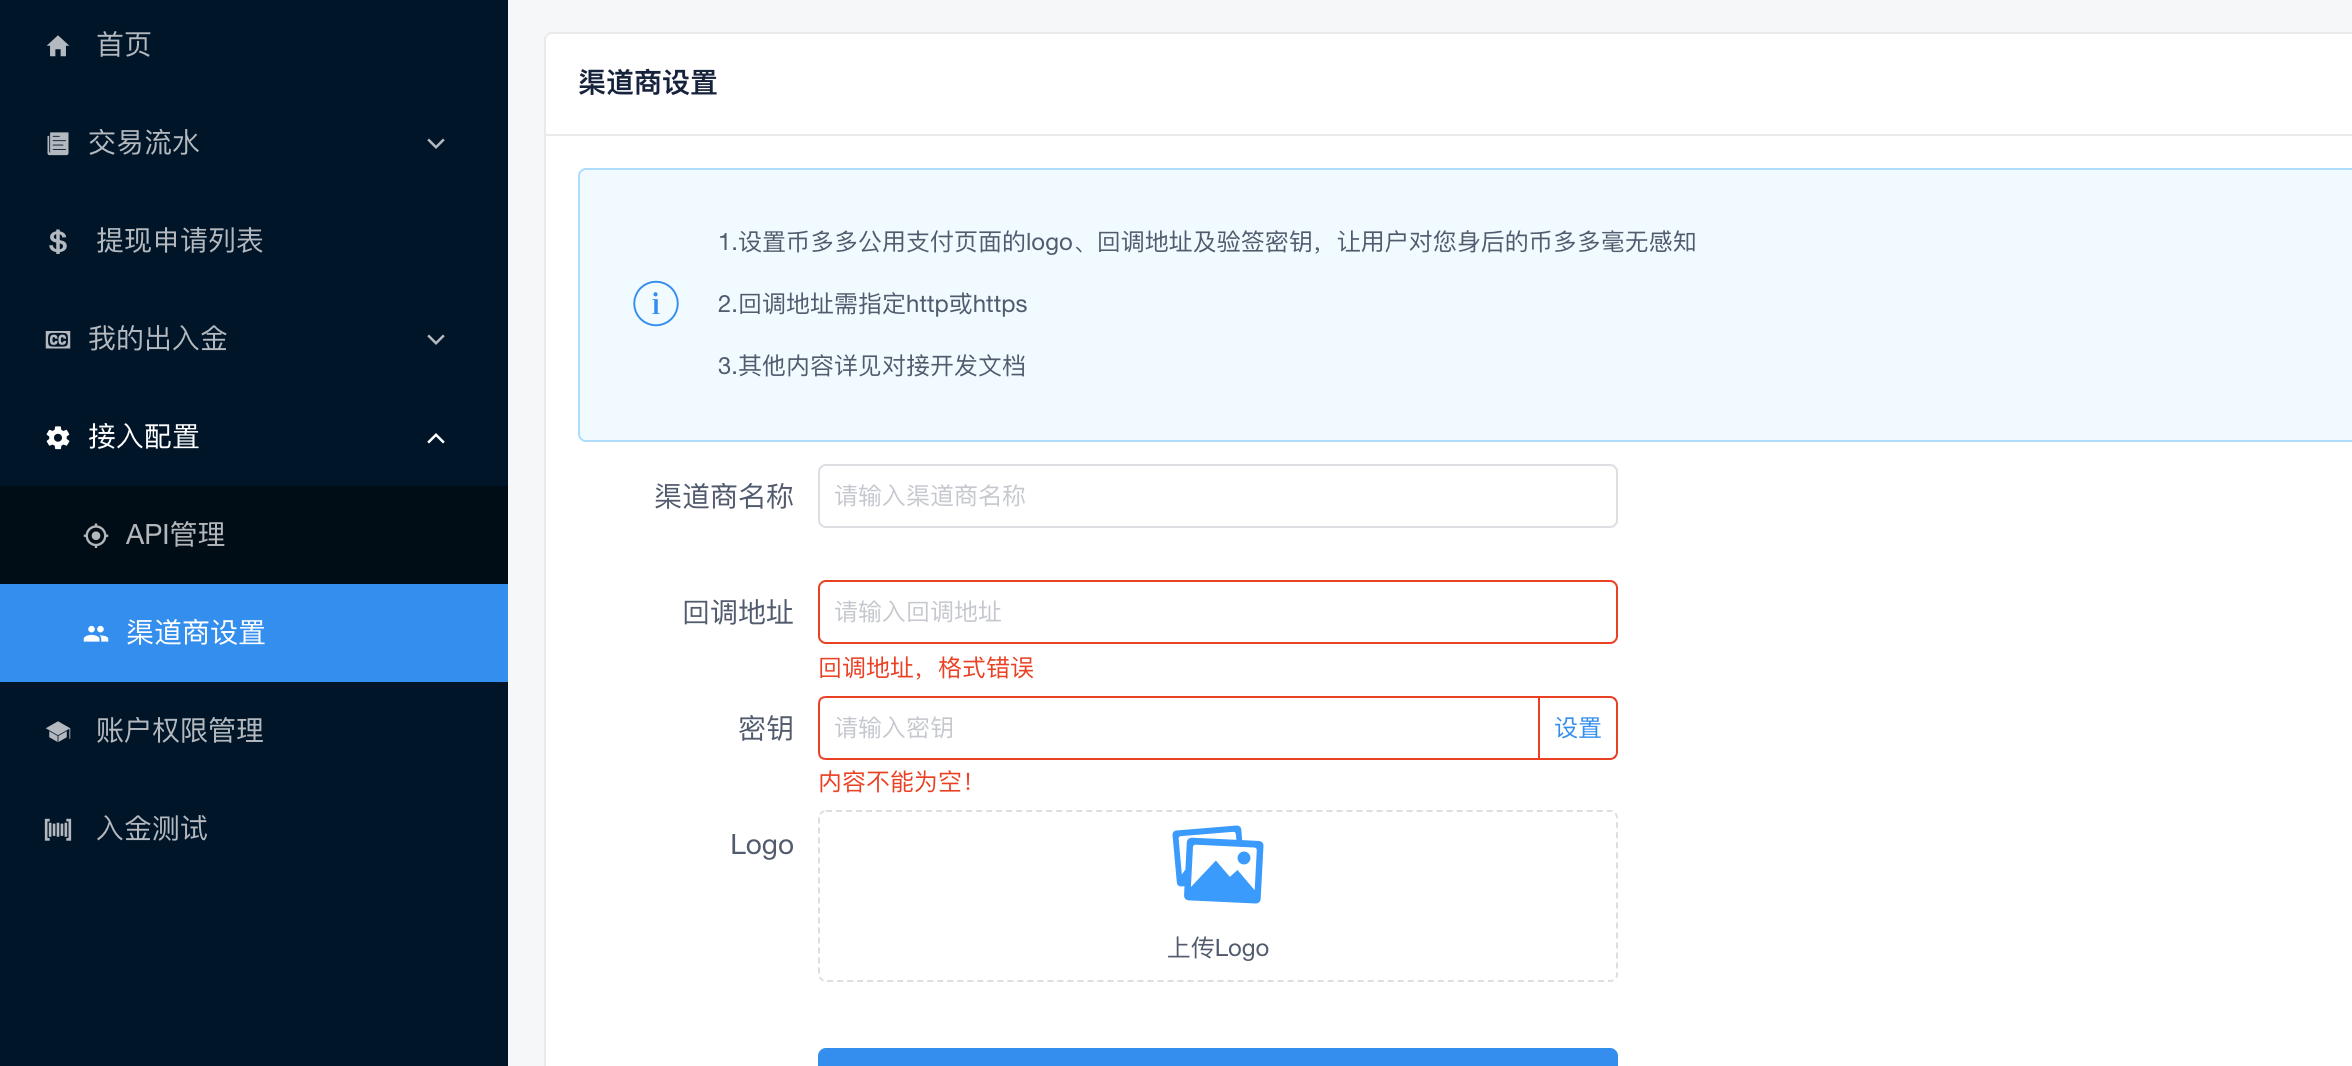 首页
交易流水
提现申请列表
我的出入金
接入配置
API管理
渠道商设置
账户权限管理
入金测试
渠道商设置
1.设置币多多公用支付页面的logo、回调地址及验签密钥，让用户对您身后的币多多毫无感知
2.回调地址需指定http或https
3.其他内容详见对接开发文档
渠道商名称 请输入渠道商名称
回调地址 请输入回调地址
回调地址，格式错误
密钥 请输入密钥 设置
内容不能为空！
Logo
上传Logo